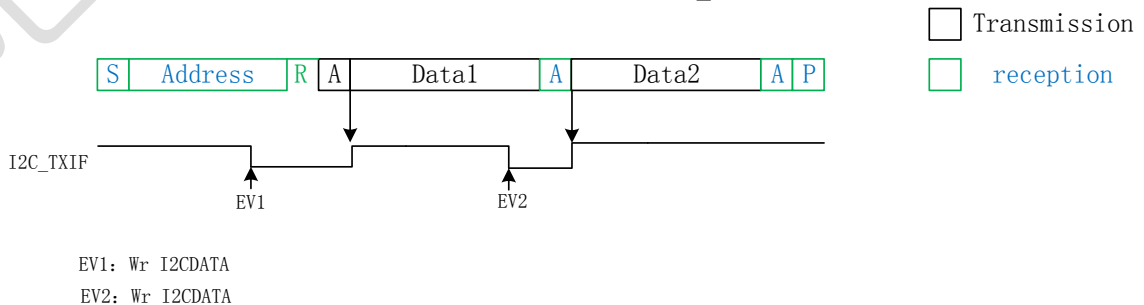 Transmission
S Address R A Data1 A Data2 A P
reception
I2C_TXIF
EV1 EV2
EV1: Wr I2CDATA
EV2: Wr I2CDATA